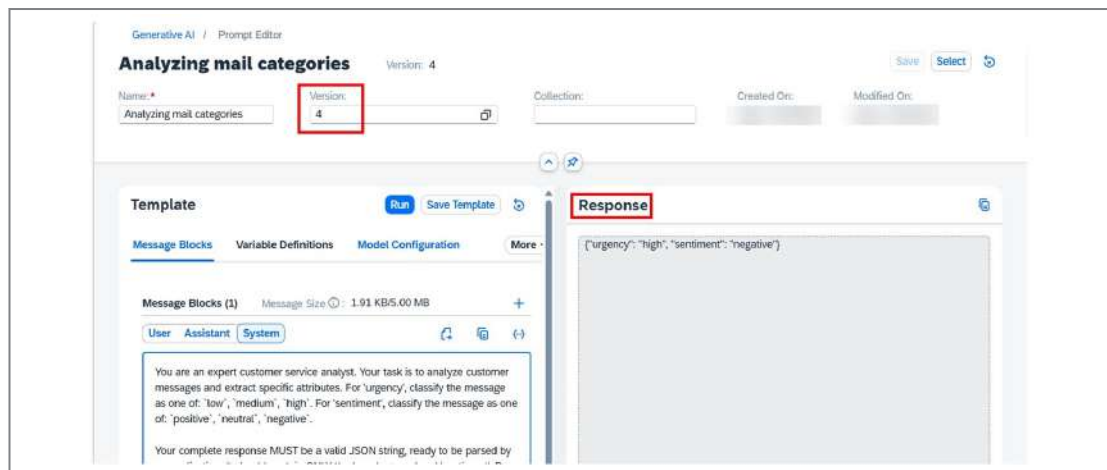 Generative AI / Prompt Editor
Analyzing mail categories Version: 4
Save Select
Name:* Version: Collection: Created On: Modified On:
Analyzing mail categories 4
Template Run Save Template
Message Blocks Variable Definitions Model Configuration More
Message Blocks (1) Message Size : 1.91 KB/5.00 MB
User Assistant System
You are an expert customer service analyst. Your task is to analyze customer
messages and extract specific attributes. For 'urgency', classify the message
as one of: `low`, `medium`, `high`. For 'sentiment', classify the message as one
of: `positive`, `neutral`, `negative`.
Your complete response MUST be a valid JSON string, ready to be parsed by
Response
{"urgency": "high", "sentiment": "negative"}